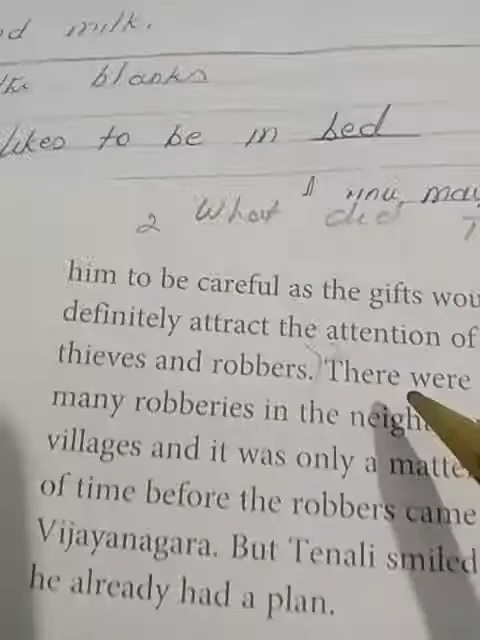 milk.
blanks
likes to be in bed
2 What did
him to be careful as the gifts wou
definitely attract the attention of
thieves and robbers. There were
many robberies in the neigh
villages and it was only a matte
of time before the robbers came
Vijayanagara. But Tenali smiled
he already had a plan.